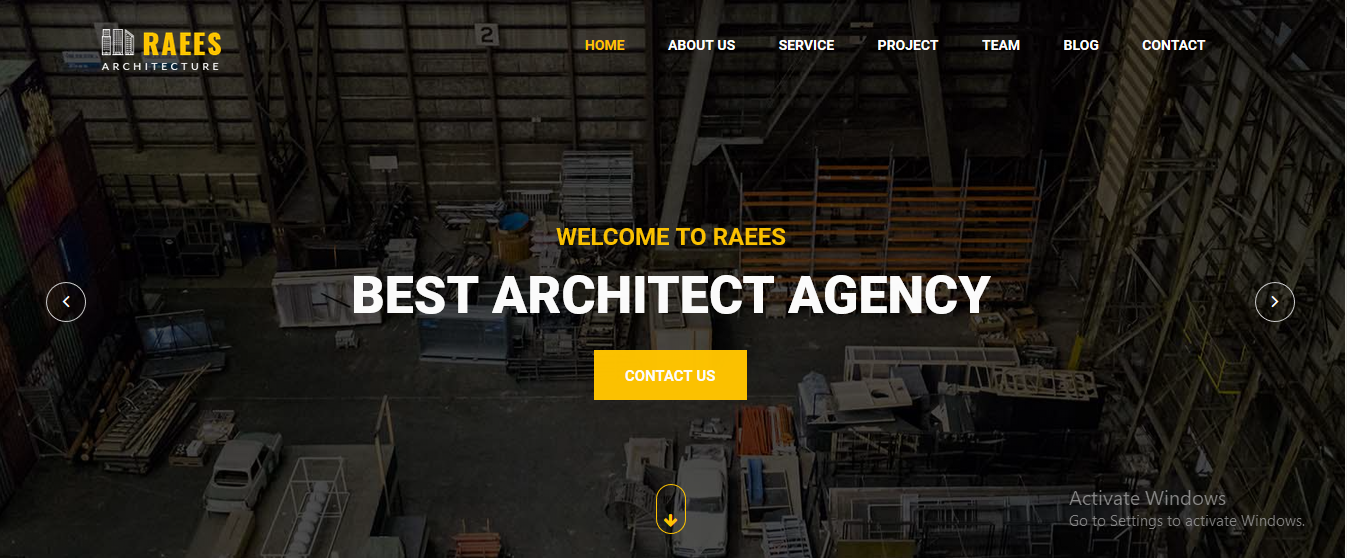 RAEES
ARCHITECTURE
HOME ABOUT US SERVICE PROJECT TEAM BLOG CONTACT
2
WELCOME TO RAEES
BEST ARCHITECT AGENCY
CONTACT US
Activate Windows
Go to Settings to activate Windows.